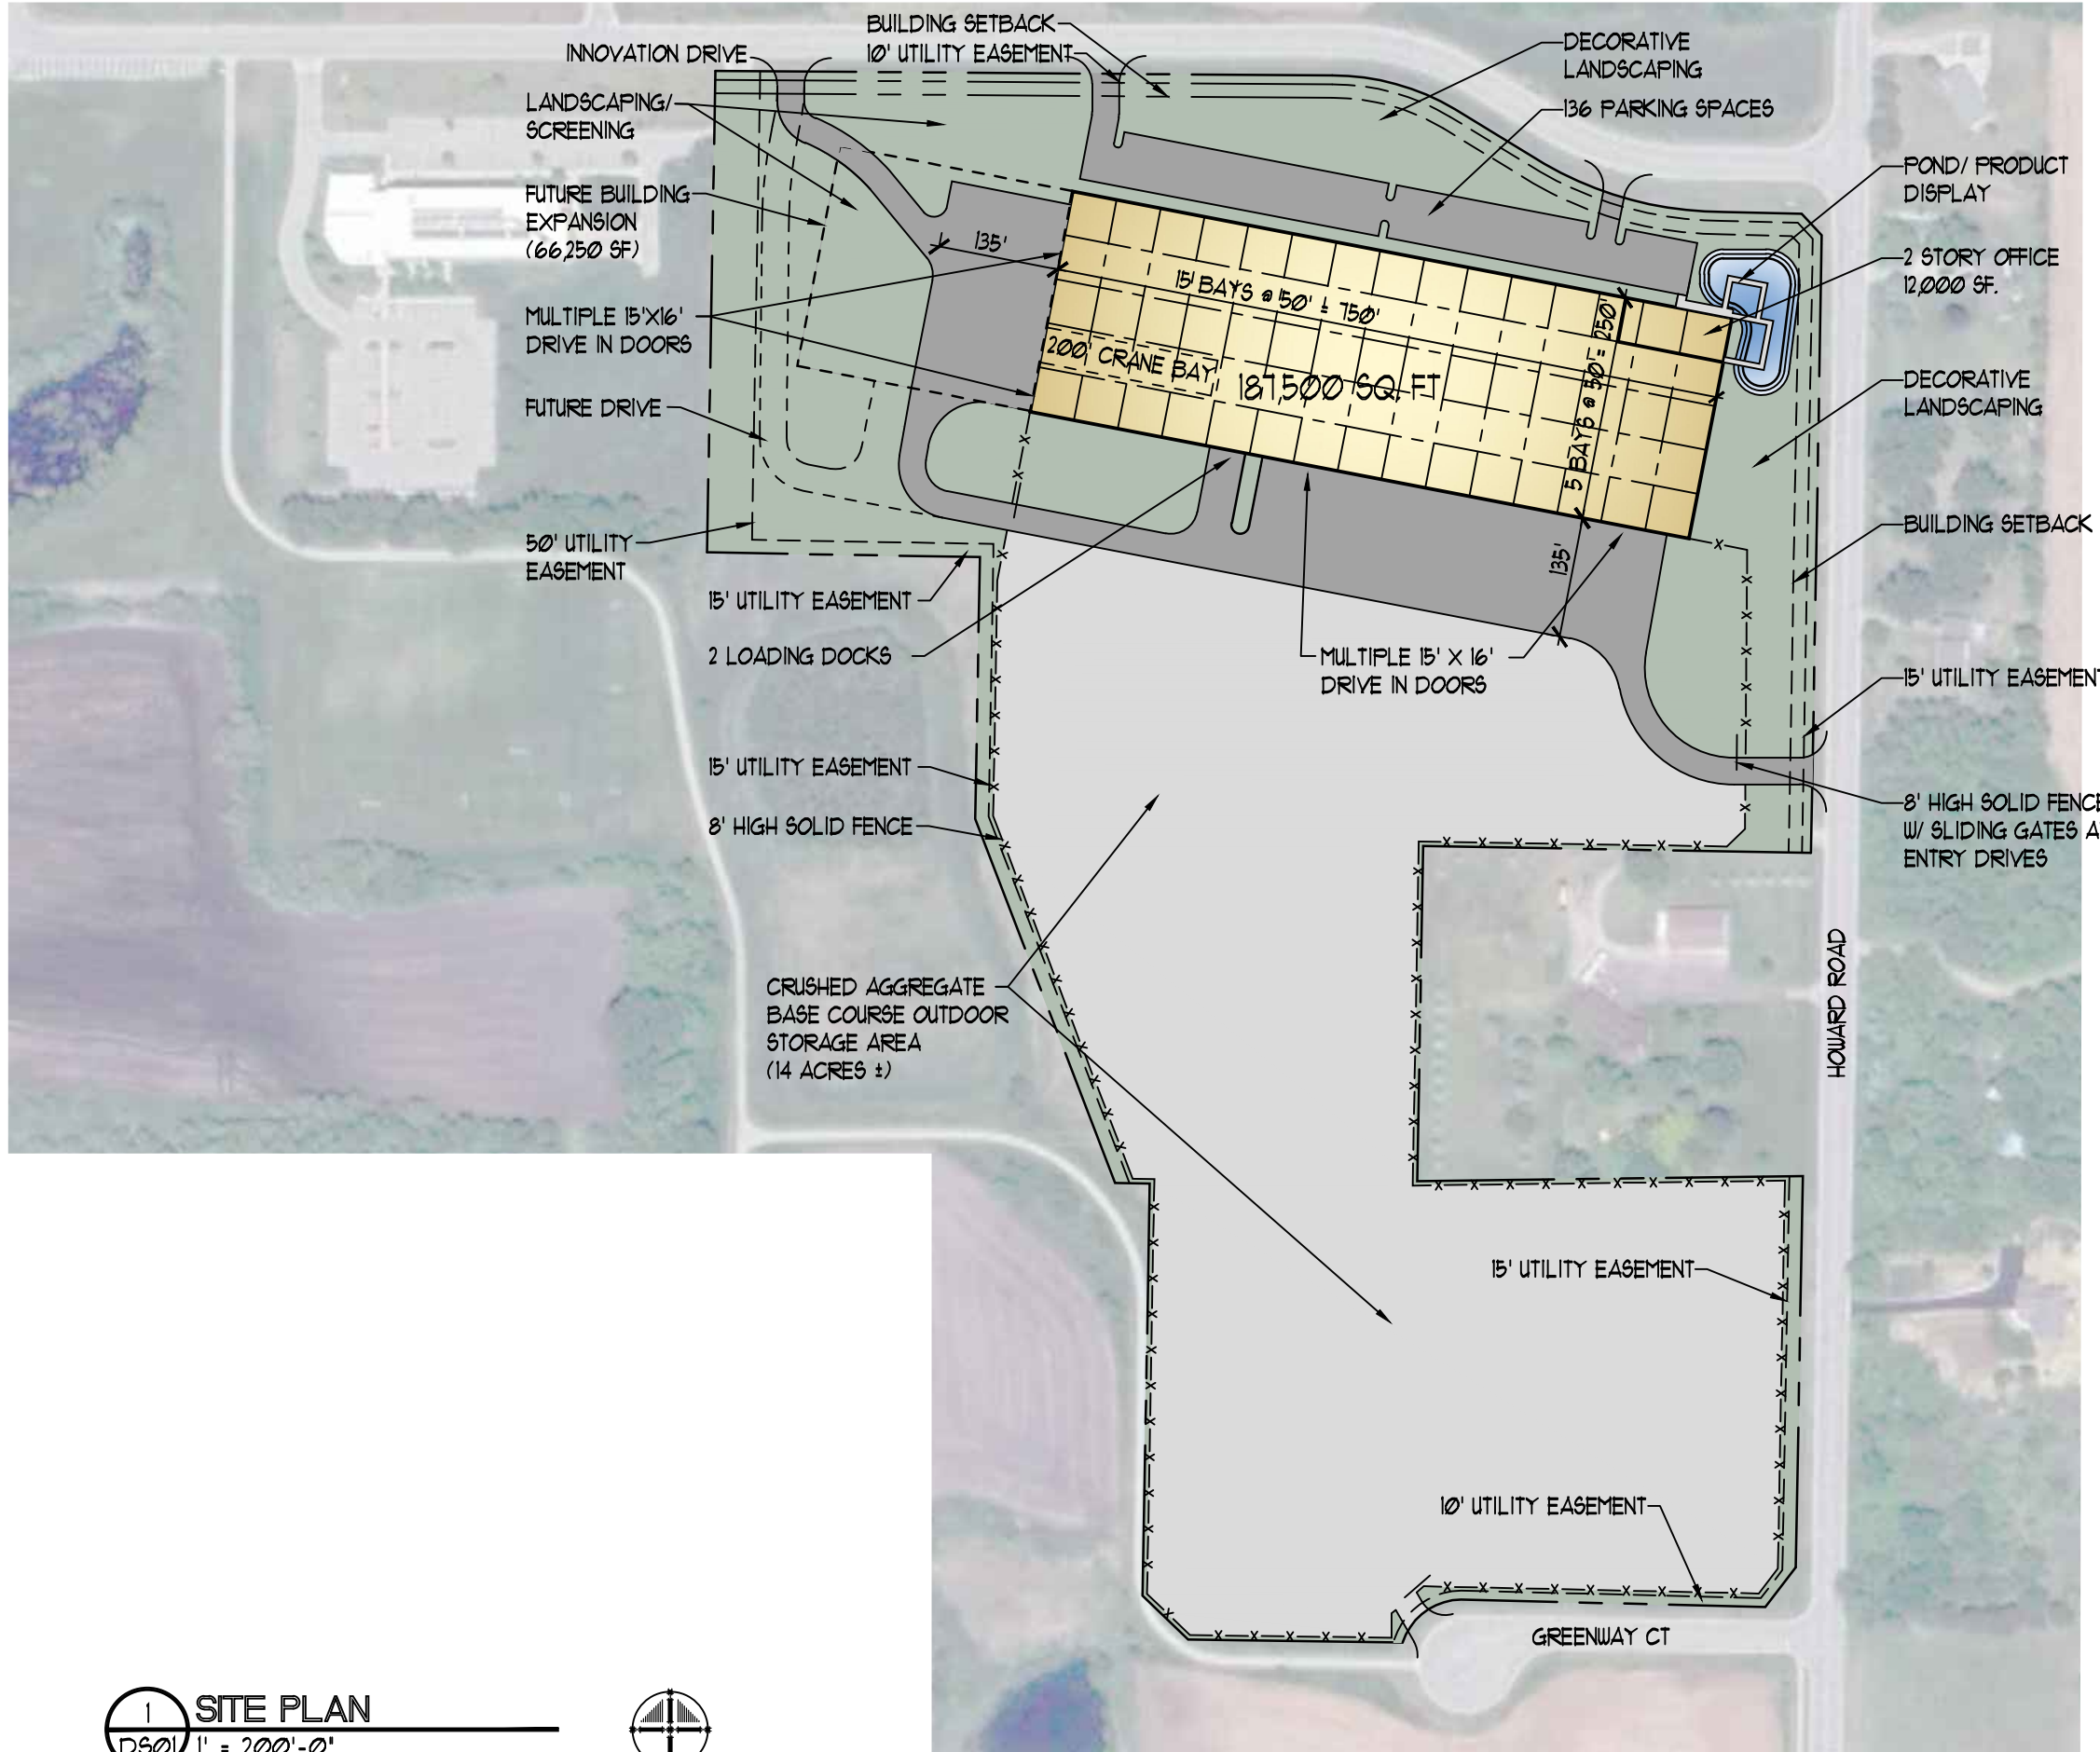 BUILDING SETBACK
10' UTILITY EASEMENT
INNOVATION DRIVE
LANDSCAPING/
SCREENING
FUTURE BUILDING
EXPANSION
(66,250 SF)
MULTIPLE 15'X16'
DRIVE IN DOORS
FUTURE DRIVE
50' UTILITY
EASEMENT
DECORATIVE
LANDSCAPING
136 PARKING SPACES
POND/ PRODUCT
DISPLAY
2 STORY OFFICE
12,000 SF.
DECORATIVE
LANDSCAPING
BUILDING SETBACK
15' UTILITY EASEMENT
8' HIGH SOLID FENCE
W/ SLIDING GATES A
ENTRY DRIVES
135'
15 BAYS @ 50' ± 750'
200' CRANE BAY
187,500 SQ. FT
5 BAYS @ 50' = 250'
135'
15' UTILITY EASEMENT
2 LOADING DOCKS
MULTIPLE 15' X 16'
DRIVE IN DOORS
15' UTILITY EASEMENT
8' HIGH SOLID FENCE
CRUSHED AGGREGATE
BASE COURSE OUTDOOR
STORAGE AREA
(14 ACRES ±)
HOWARD ROAD
15' UTILITY EASEMENT
10' UTILITY EASEMENT
GREENWAY CT
1
SITE PLAN
DS01
1' = 200'-0"